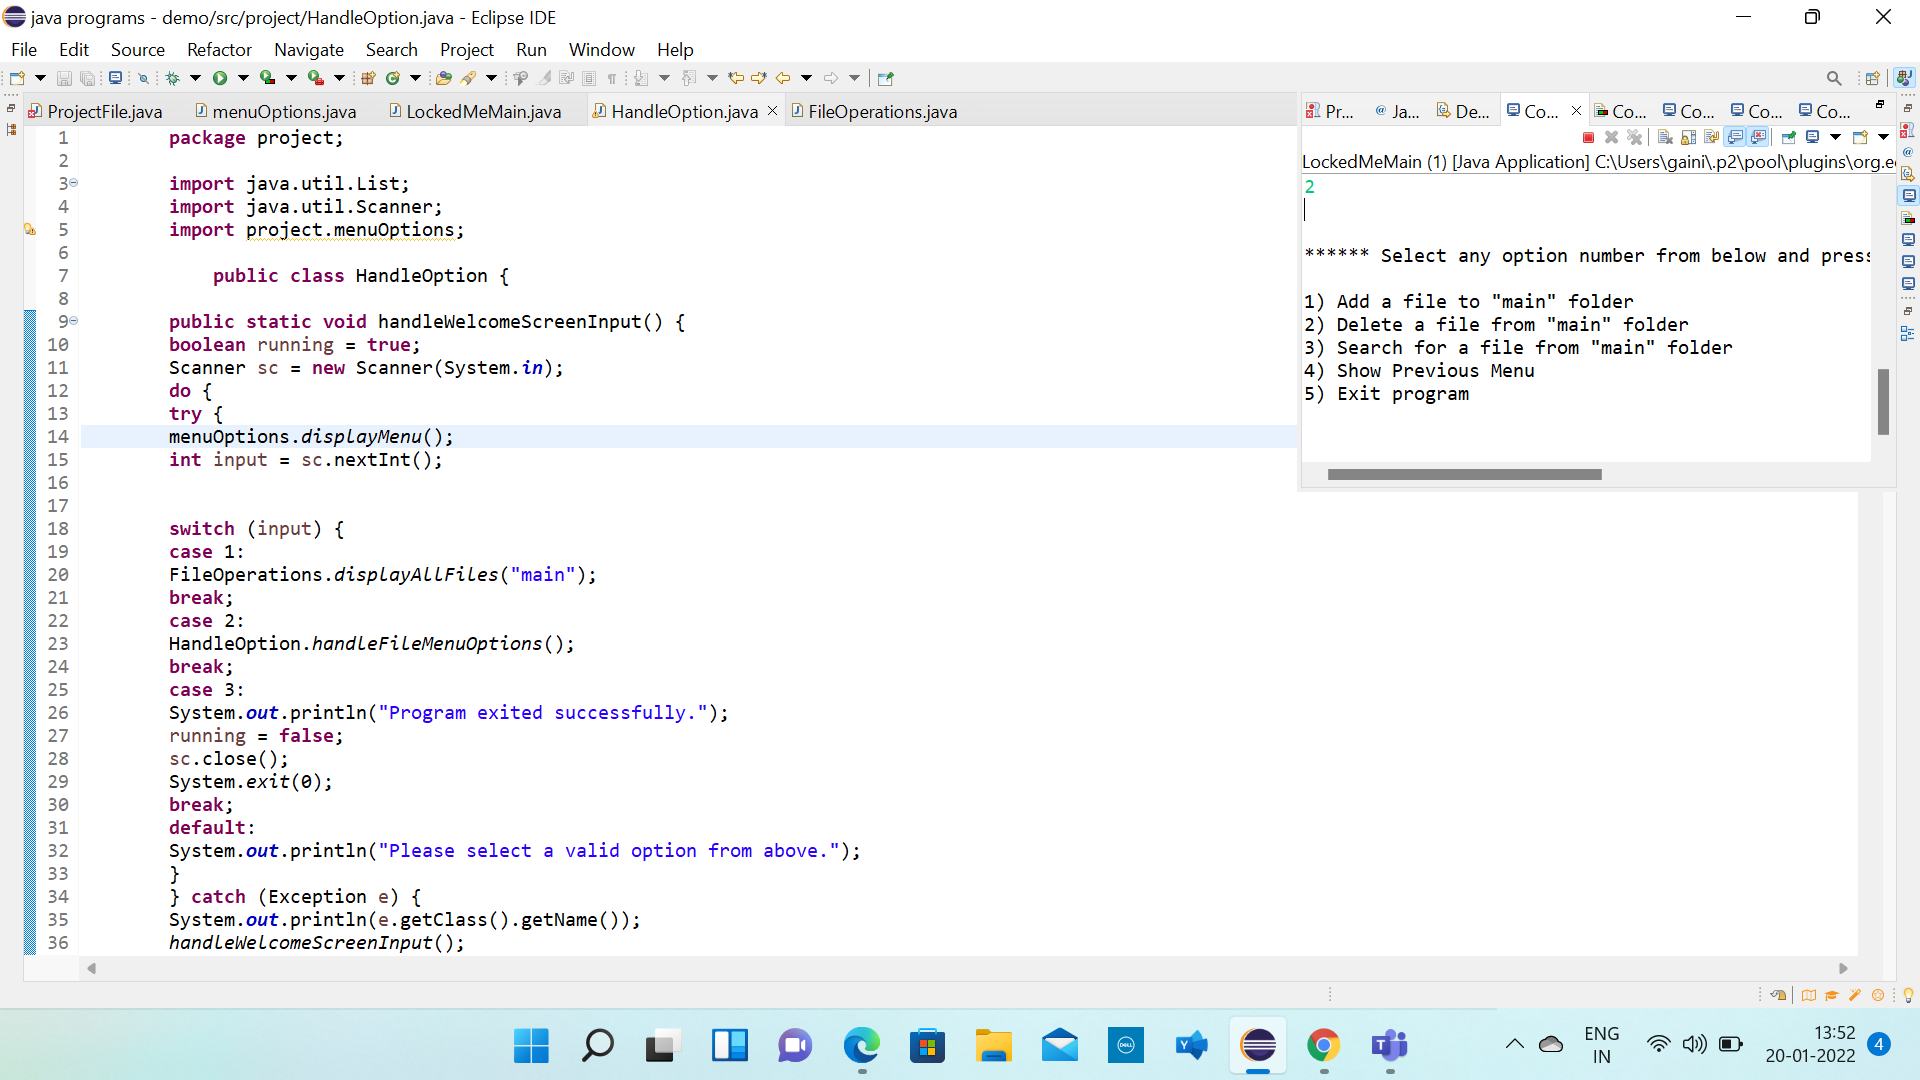 java programs - demo/src/project/HandleOption.java - Eclipse IDE
File Edit Source Refactor Navigate Search Project Run Window Help
ProjectFile.java menuOptions.java LockedMeMain.java HandleOption.java FileOperations.java
1 package project;
2
3 import java.util.List;
4 import java.util.Scanner;
5 import project.menuOptions;
6
7 public class HandleOption {
8
9 public static void handleWelcomeScreenInput() {
10 boolean running = true;
11 Scanner sc = new Scanner(System.in);
12 do {
13 try {
14 menuOptions.displayMenu();
15 int input = sc.nextInt();
16
17
18 switch (input) {
19 case 1:
20 FileOperations.displayAllFiles("main");
21 break;
22 case 2:
23 HandleOption.handleFileMenuOptions();
24 break;
25 case 3:
26 System.out.println("Program exited successfully.");
27 running = false;
28 sc.close();
29 System.exit(0);
30 break;
31 default:
32 System.out.println("Please select a valid option from above.");
33 }
34 } catch (Exception e) {
35 System.out.println(e.getClass().getName());
36 handleWelcomeScreenInput();
Pr... @ Ja... De... Co... Co... Co... Co... Co...
LockedMeMain (1) [Java Application] C:\Users\gaini\.p2\pool\plugins\org.e
2
****** Select any option number from below and press
1) Add a file to "main" folder
2) Delete a file from "main" folder
3) Search for a file from "main" folder
4) Show Previous Menu
5) Exit program
DELL
ENG
IN
13:52
20-01-2022
4